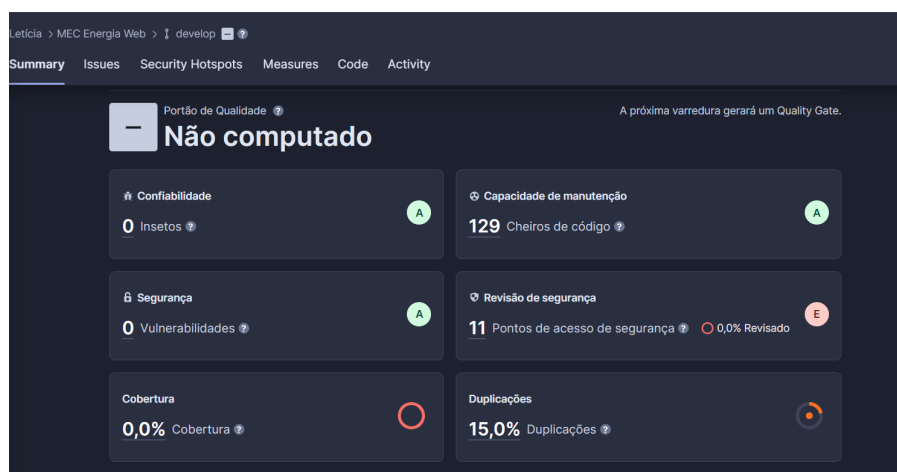 Letícia > MEC Energia Web > develop
Summary Issues Security Hotspots Measures Code Activity
Portão de Qualidade
A próxima varredura gerará um Quality Gate.
Não computado
Confiabilidade
A
0 Insetos
Capacidade de manutenção
A
129 Cheiros de código
Segurança
A
0 Vulnerabilidades
Revisão de segurança
E
11 Pontos de acesso de segurança 0,0% Revisado
Cobertura
0,0% Cobertura
Duplicações
15,0% Duplicações